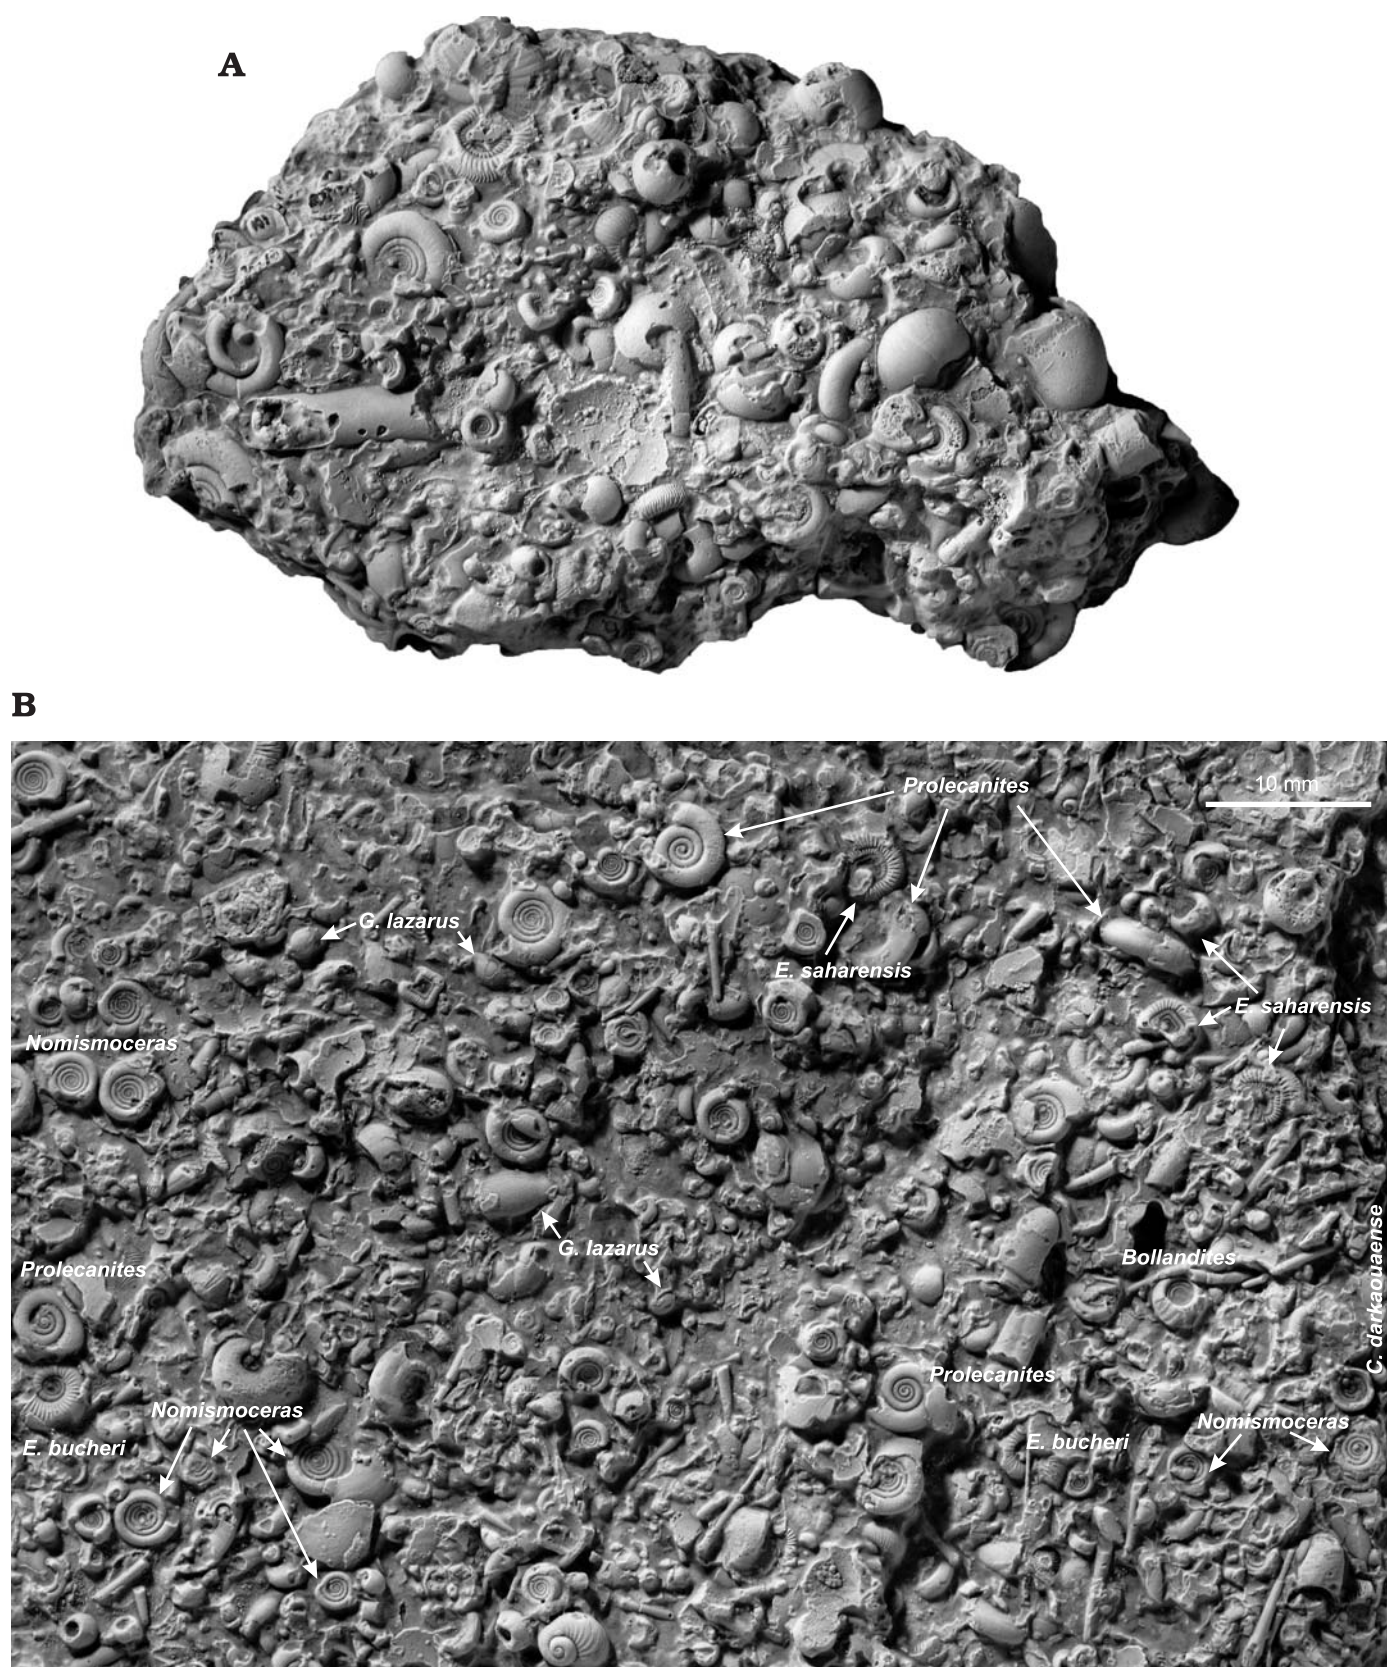 A
B
10 mm
Prolecanites
G. lazarus
E. saharensis
E. saharensis
Nomismoceras
G. lazarus
Bollandites
Prolecanites
C. darkaouaense
Prolecanites
Nomismoceras
Nomismoceras
E. bucheri
E. bucheri